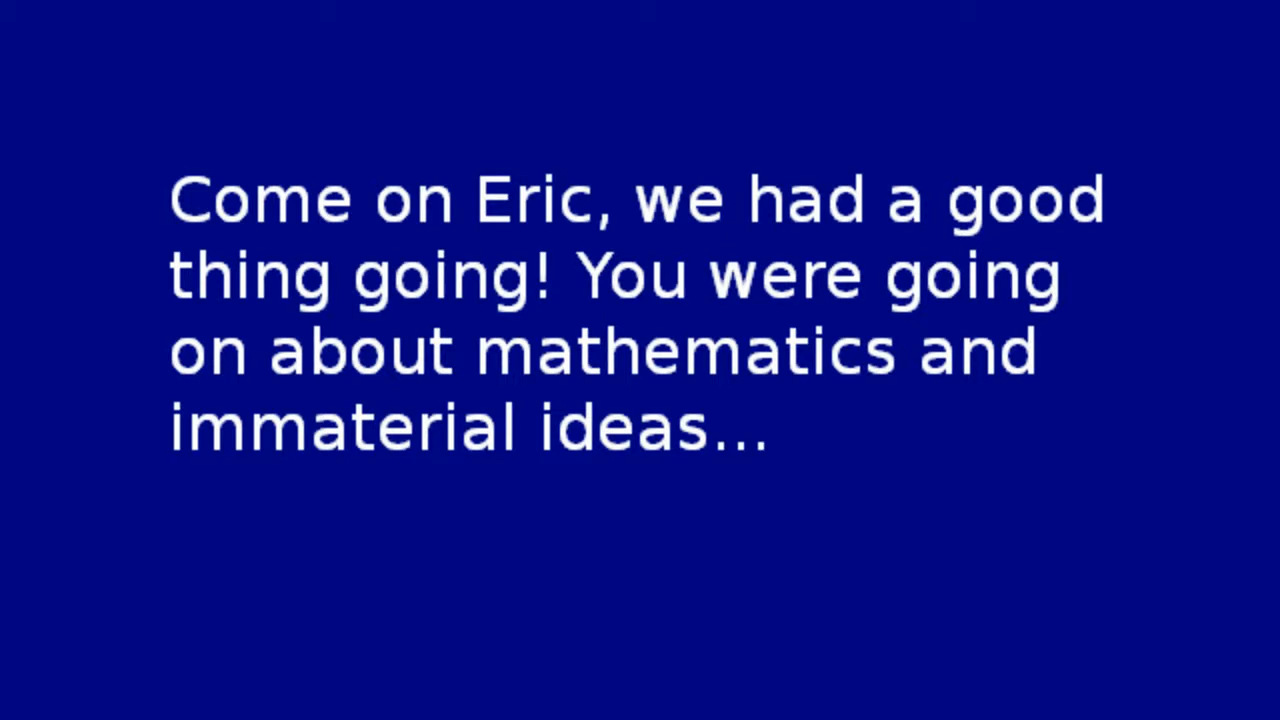 Come on Eric, we had a good
thing going! You were going
on about mathematics and
immaterial ideas...